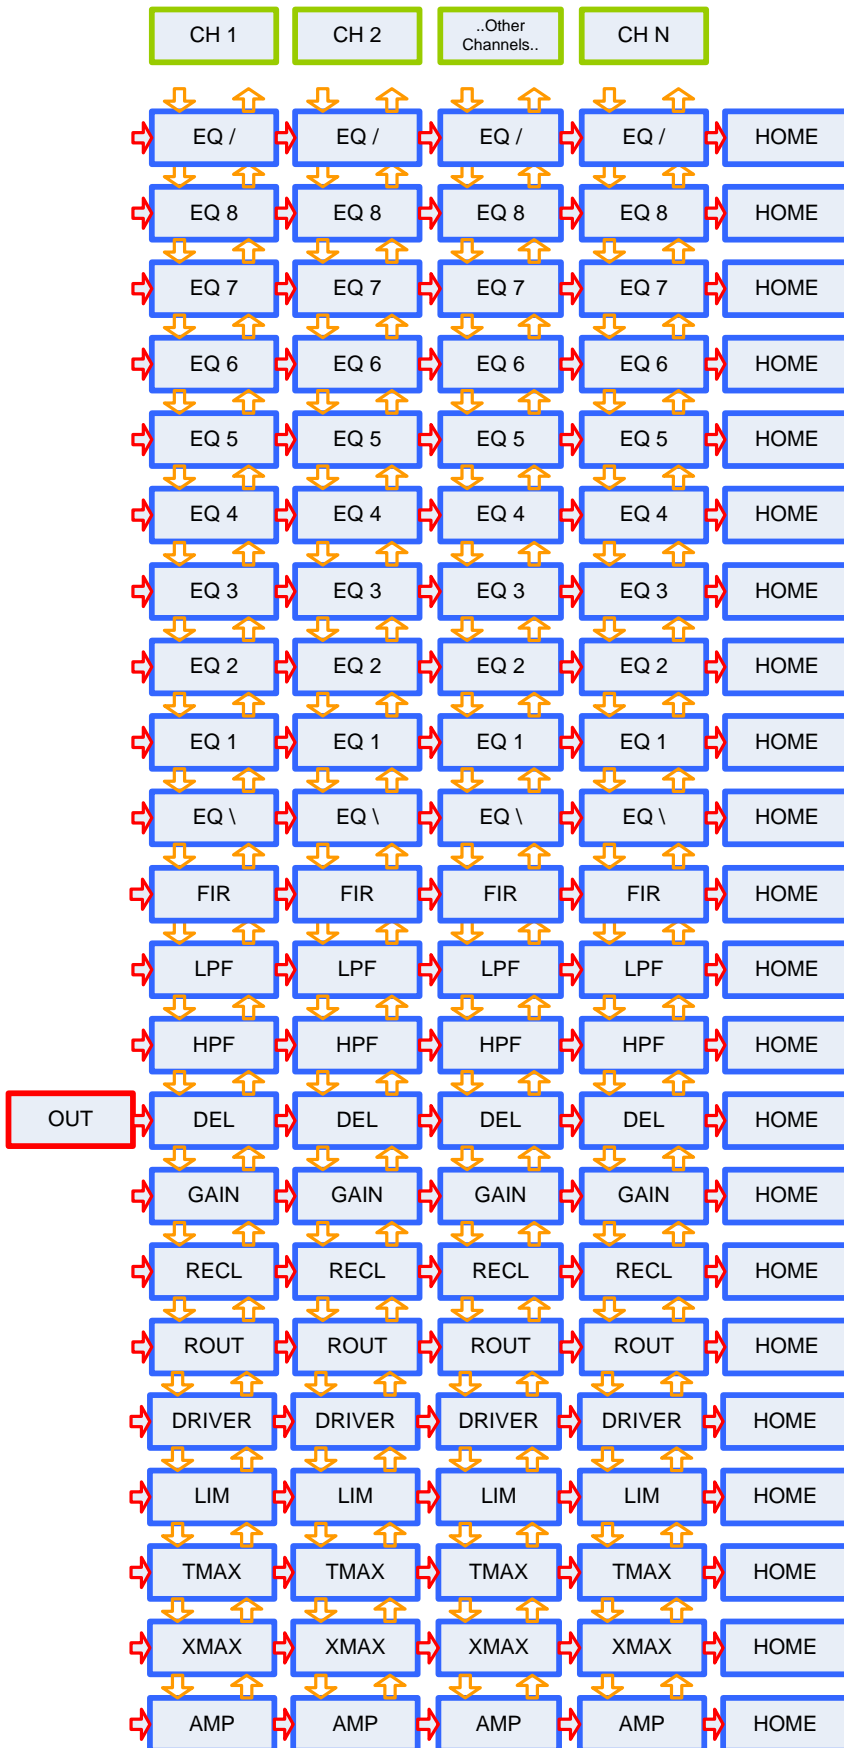 CH 1 CH 2 ..Other Channels.. CH N
EQ / EQ / EQ / EQ / HOME
EQ 8 EQ 8 EQ 8 EQ 8 HOME
EQ 7 EQ 7 EQ 7 EQ 7 HOME
EQ 6 EQ 6 EQ 6 EQ 6 HOME
EQ 5 EQ 5 EQ 5 EQ 5 HOME
EQ 4 EQ 4 EQ 4 EQ 4 HOME
EQ 3 EQ 3 EQ 3 EQ 3 HOME
EQ 2 EQ 2 EQ 2 EQ 2 HOME
EQ 1 EQ 1 EQ 1 EQ 1 HOME
EQ \ EQ \ EQ \ EQ \ HOME
FIR FIR FIR FIR HOME
LPF LPF LPF LPF HOME
HPF HPF HPF HPF HOME
OUT DEL DEL DEL DEL HOME
GAIN GAIN GAIN GAIN HOME
RECL RECL RECL RECL HOME
ROUT ROUT ROUT ROUT HOME
DRIVER DRIVER DRIVER DRIVER HOME
LIM LIM LIM LIM HOME
TMAX TMAX TMAX TMAX HOME
XMAX XMAX XMAX XMAX HOME
AMP AMP AMP AMP HOME